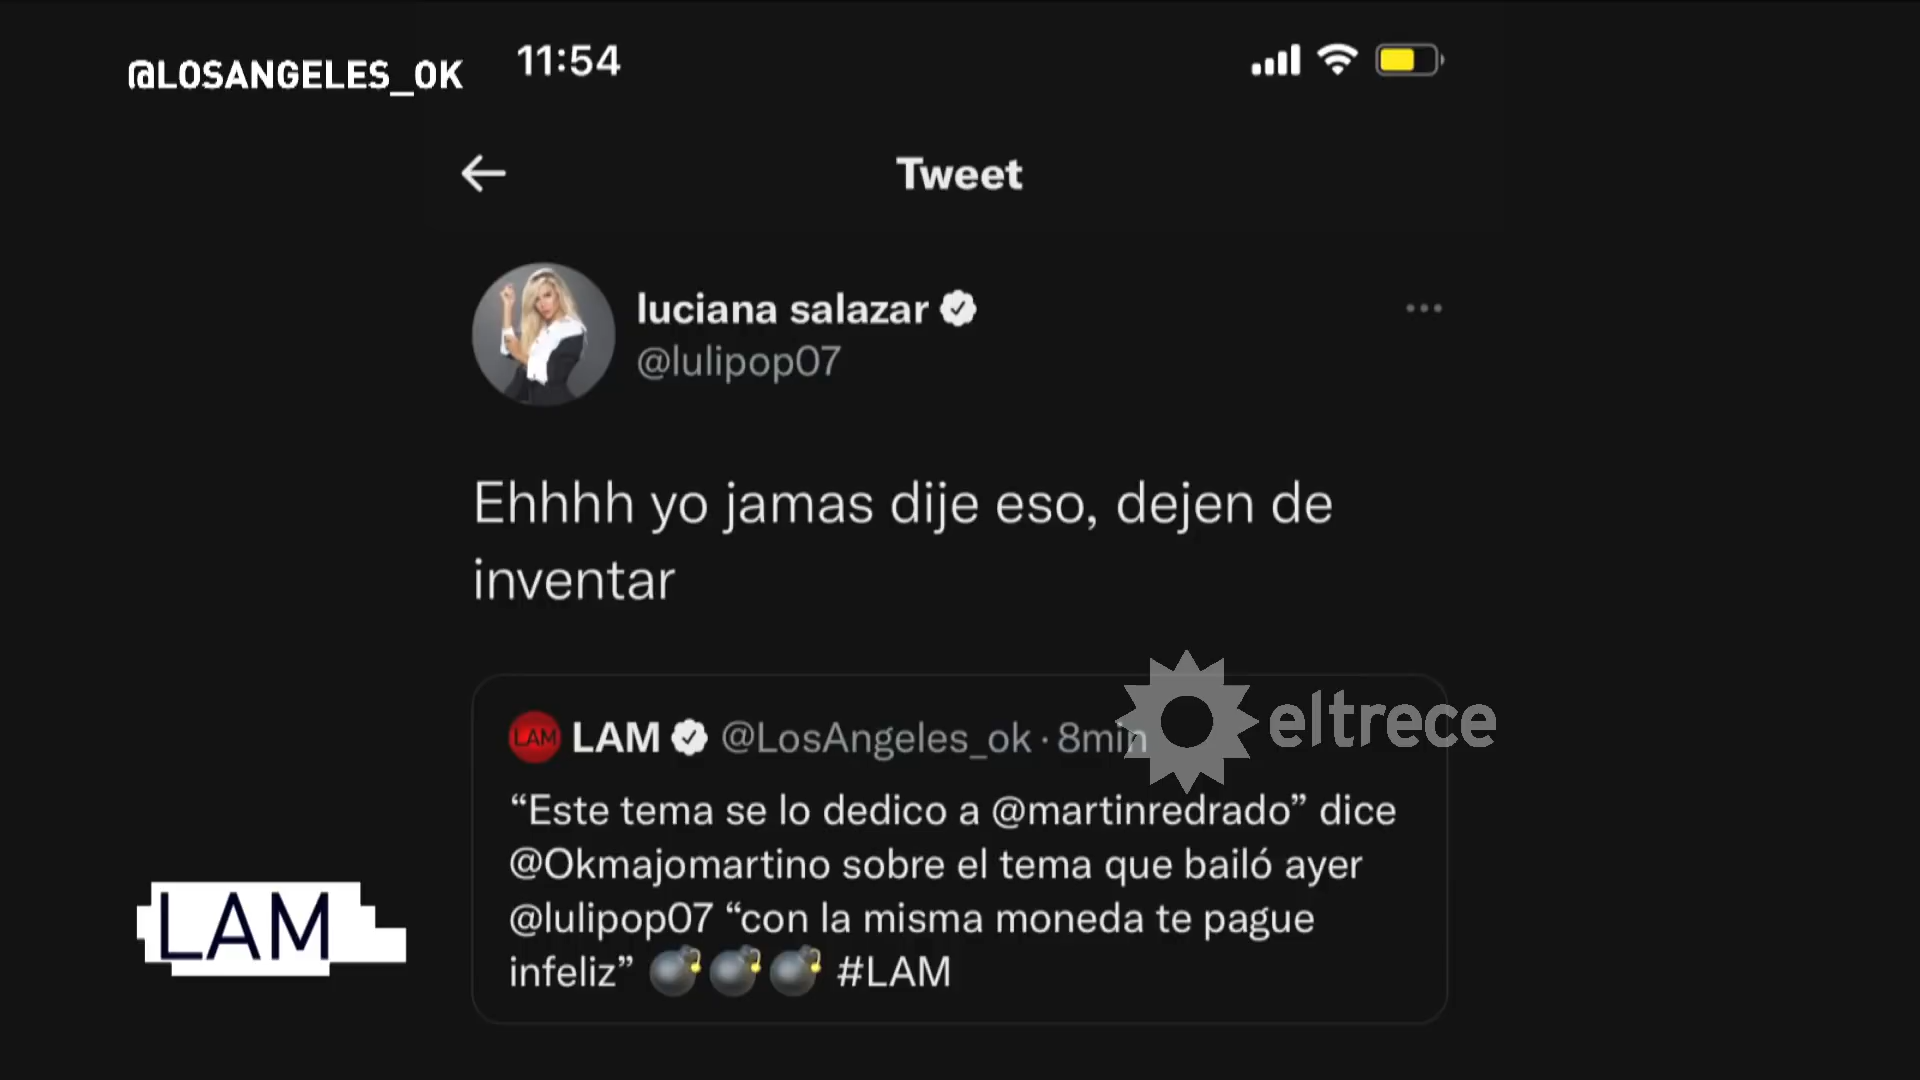 @LOSANGELES_OK
11:54
Tweet
luciana salazar
@lulipop07
Ehhhh yo jamas dije eso, dejen de
inventar
LAM LAM @LosAngeles_ok · 8min
eltrece
“Este tema se lo dedico a @martinredrado” dice
@Okmajomartino sobre el tema que bailó ayer
@lulipop07 “con la misma moneda te pague
infeliz” 💣💣💣 #LAM
LAM